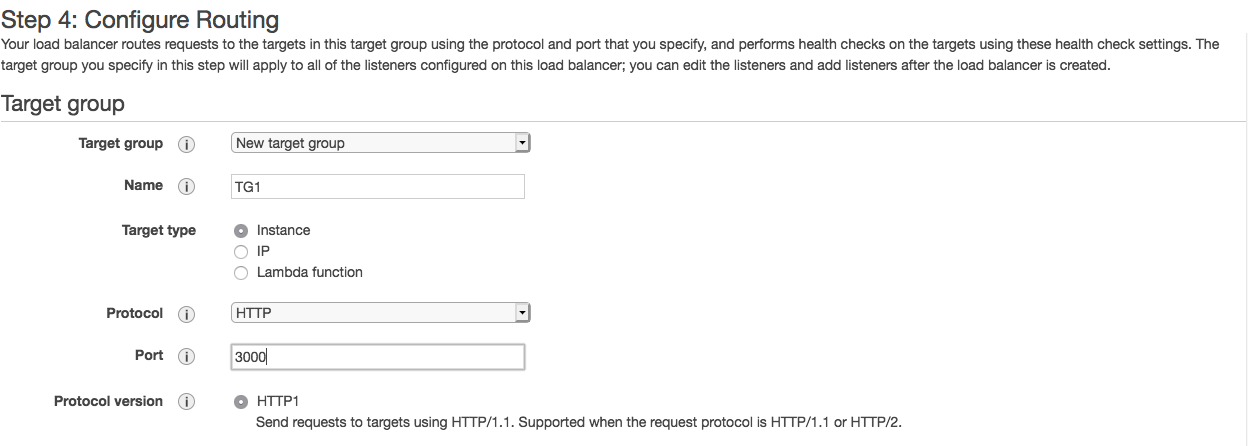 Step 4: Configure Routing
Your load balancer routes requests to the targets in this target group using the protocol and port that you specify, and performs health checks on the targets using these health check settings. The
target group you specify in this step will apply to all of the listeners configured on this load balancer; you can edit the listeners and add listeners after the load balancer is created.
Target group
Target group i New target group
Name i TG1
Target type Instance
IP
Lambda function
Protocol i HTTP
Port i 3000
Protocol version i HTTP1
Send requests to targets using HTTP/1.1. Supported when the request protocol is HTTP/1.1 or HTTP/2.